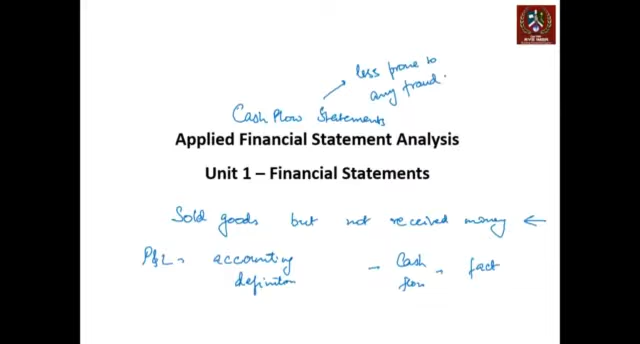 less prone to
any fraud.
Cash Flow Statements
Applied Financial Statement Analysis
Unit 1 – Financial Statements
Sold goods but not received money ←
P&L → accounting definition
– Cash flow → fact